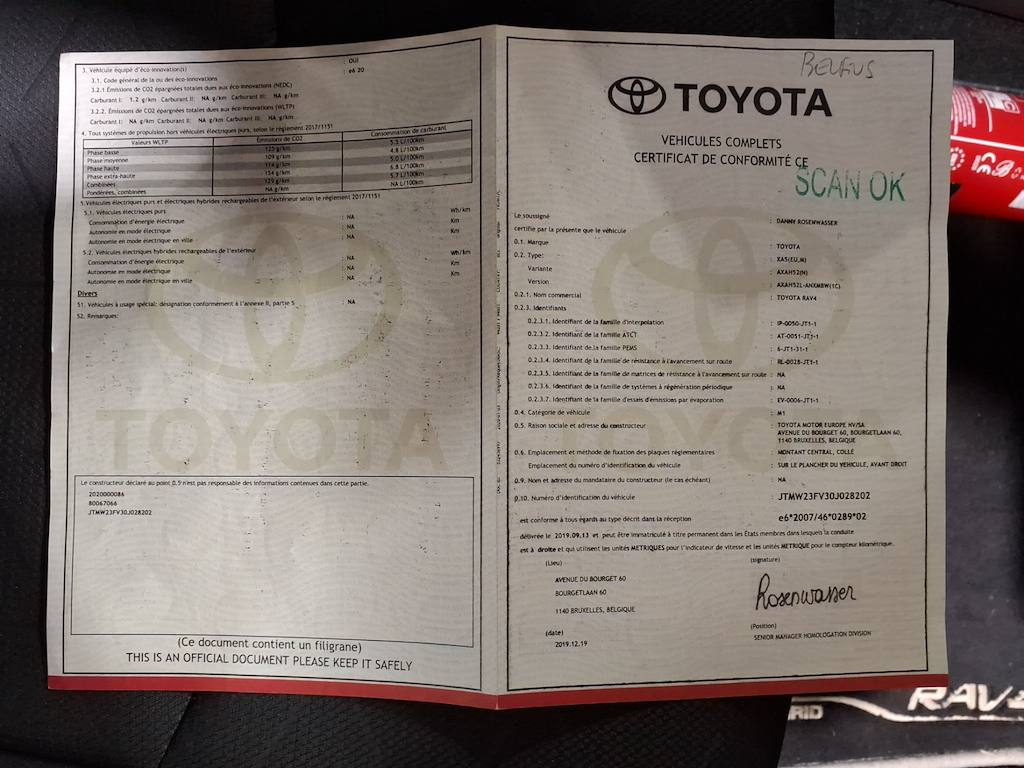 3. Véhicule équipé d'éco-innovation(s) : OUI
3.1. Code général de la ou des éco-innovations : e6 20
3.2.1 Émissions de CO2 épargnées totales dues aux éco-innovations (NEDC)
Carburant I: 1.2 g/km Carburant II: NA g/km Carburant III: NA g/km
3.2.2. Émissions de CO2 épargnées totales dues aux éco-innovations (WLTP)
Carburant I: NA g/km Carburant II: NA g/km Carburant III: NA g/km
4. Tous systèmes de propulsion hors véhicules électriques purs, selon le règlement 2017/1151
Valeurs WLTP Émissions de CO2 Consommation de carburant
Phase basse 125 g/km 5.5 L/100km
Phase moyenne 109 g/km 4.8 L/100km
Phase haute 114 g/km 5.0 L/100km
Phase extra-haute 154 g/km 6.8 L/100km
Combinées 129 g/km 5.7 L/100km
Pondérées, combinées NA g/km NA L/100km
5.Véhicules électriques purs et électriques hybrides rechargeables de l'extérieur selon le règlement 2017/1151
5.1. Véhicules électriques purs
Consommation d'énergie électrique : NA Wh/km
Autonomie en mode électrique : NA Km
Autonomie en mode électrique en ville : NA Km
5.2. Véhicules électriques hybrides rechargeables de l'extérieur
Consommation d'énergie électrique : NA Wh/km
Autonomie en mode électrique : NA Km
Autonomie en mode électrique en ville : NA Km
Divers
51. Véhicules à usage spécial: désignation conformément à l'annexe II, partie 5 : NA
52. Remarques:
TOYOTA
Le constructeur déclaré au point 0.5 n'est pas responsable des informations contenues dans cette partie.
2020000086
80067066
JTMW23FV30J028202
(Ce document contient un filigrane)
THIS IS AN OFFICIAL DOCUMENT PLEASE KEEP IT SAFELY
BELFIUS
TOYOTA
VEHICULES COMPLETS
CERTIFICAT DE CONFORMITÉ CE
SCAN OK
Le soussigné : DANNY ROSENWASSER
certifie par la présente que le véhicule
0.1. Marque : TOYOTA
0.2. Type: : XA5(EU,M)
Variante : AXAH52(N)
Version : AXAH52L-ANXMBW(1C)
0.2.1. Nom commercial : TOYOTA RAV4
0.2.3. Identifiants
0.2.3.1. Identifiant de la famille d'interpolation : IP-0050-JT1-1
0.2.3.2. Identifiant de la famille ATCT : AT-0051-JT1-1
0.2.3.3. Identifiant de la famille PEMS : 6-JT1-31-1
0.2.3.4. Identifiant de la famille de résistance à l'avancement sur route : RL-0028-JT1-1
0.2.3.5. Identifiant de la famille de matrices de résistance à l'avancement sur route : NA
0.2.3.6. Identifiant de la famille de systèmes à régénération périodique : NA
0.2.3.7. Identifiant de la famille d'essais d'émissions par évaporation : EV-0006-JT1-1
0.4. Catégorie de véhicule : M1
0.5. Raison sociale et adresse du constructeur : TOYOTA MOTOR EUROPE NV/SA
AVENUE DU BOURGET 60, BOURGETLAAN 60,
1140 BRUXELLES, BELGIQUE
0.6. Emplacement et méthode de fixation des plaques réglementaires : MONTANT CENTRAL, COLLÉ
Emplacement du numéro d'identification du véhicule : SUR LE PLANCHER DU VEHICULE, AVANT DROIT
0.9. Nom et adresse du mandataire du constructeur (le cas échéant) : NA
0.10. Numéro d'identification du véhicule : JTMW23FV30J028202
est conforme à tous égards au type décrit dans la réception e6*2007/46*0289*02
délivrée le 2019.09.13 et peut être immatriculé à titre permanent dans les États membres dans lesquels la conduite
est à droite et qui utilisent les unités METRIQUES pour l'indicateur de vitesse et les unités METRIQUE pour le compteur kilométrique.
(Lieu) (signature)
AVENUE DU BOURGET 60
BOURGETLAAN 60
1140 BRUXELLES, BELGIQUE
Rosenwasser
(date) (Position)
2019.12.19 SENIOR MANAGER HOMOLOGATION DIVISION
RAV4